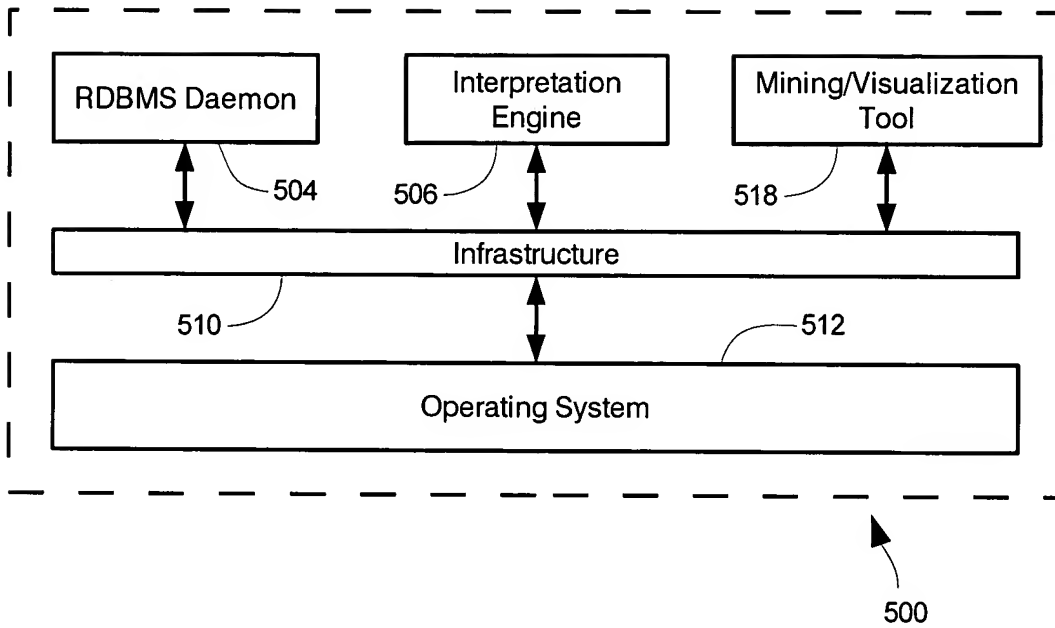 RDBMS Daemon
Interpretation
Engine
Mining/Visualization
Tool
504
506
518
Infrastructure
510
512
Operating System
500